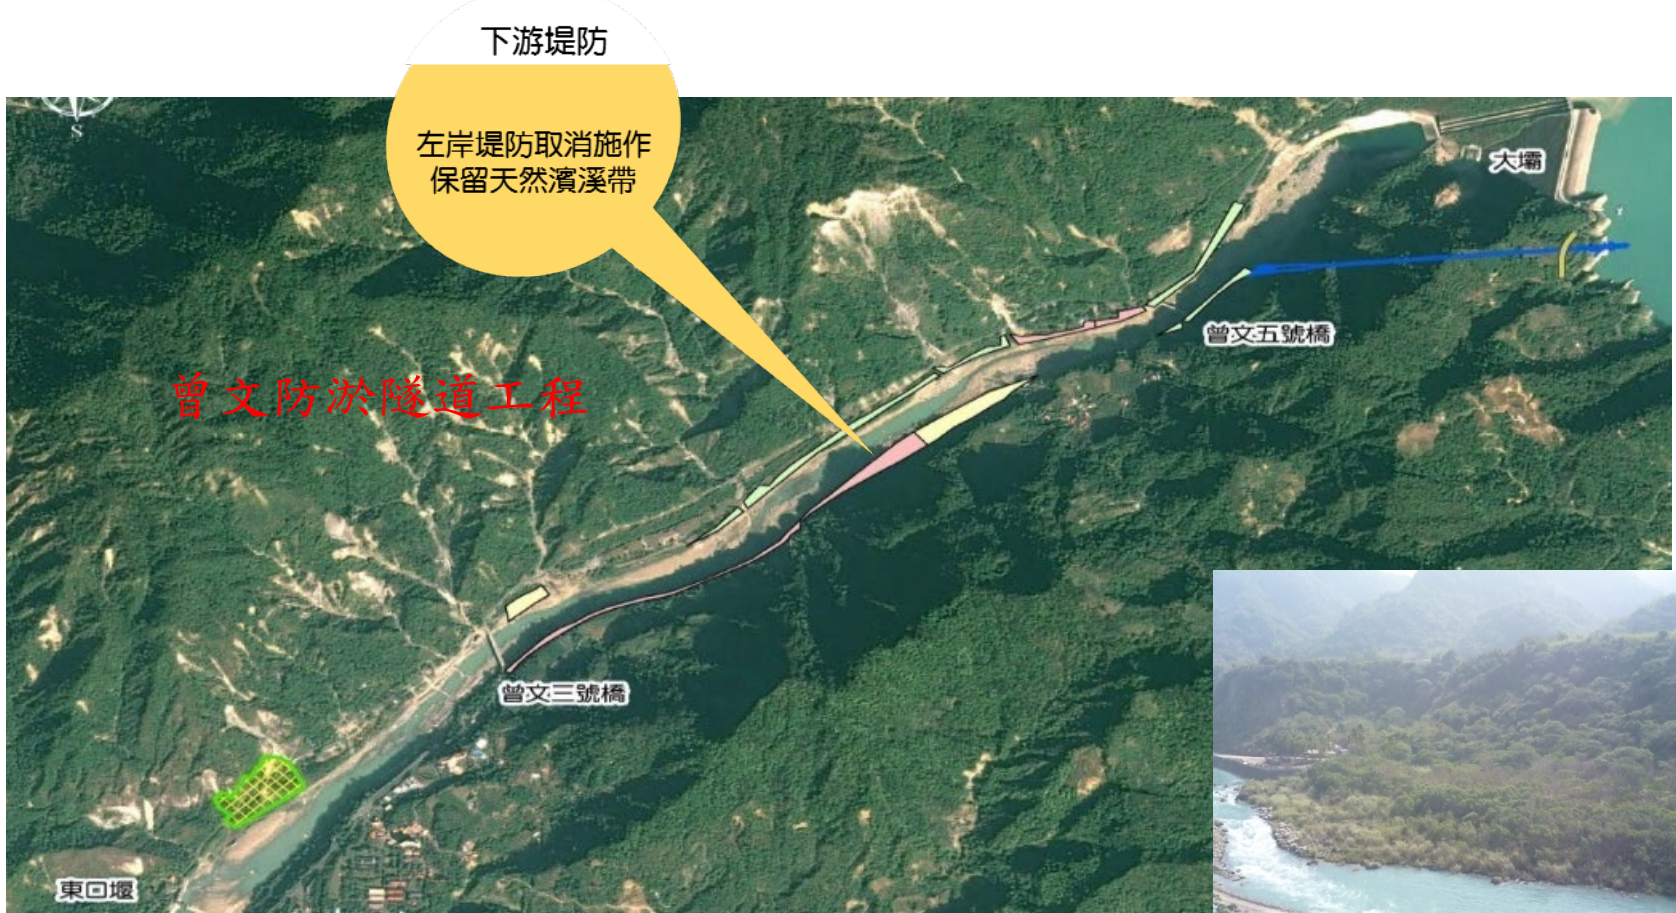 下游堤防
左岸堤防取消施作
保留天然濱溪帶
S
大壩
曾文五號橋
曾文防淤隧道工程
曾文三號橋
東口堰